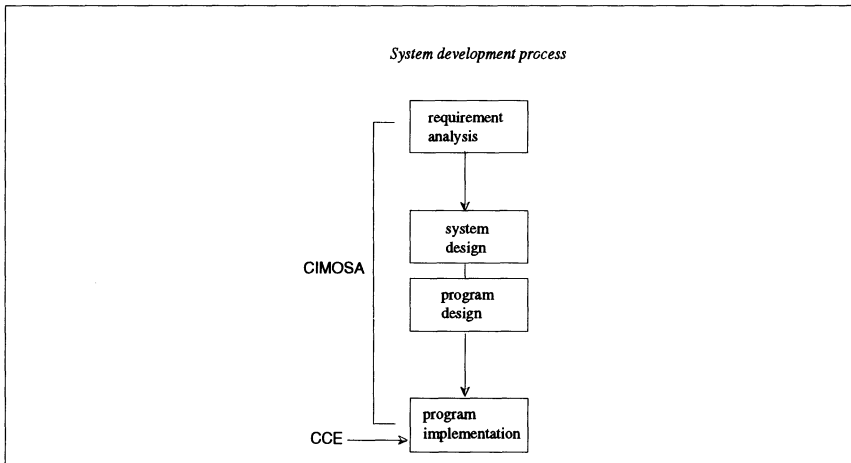 System development process
requirement
analysis
system
design
CIMOSA
program
design
program
implementation
CCE